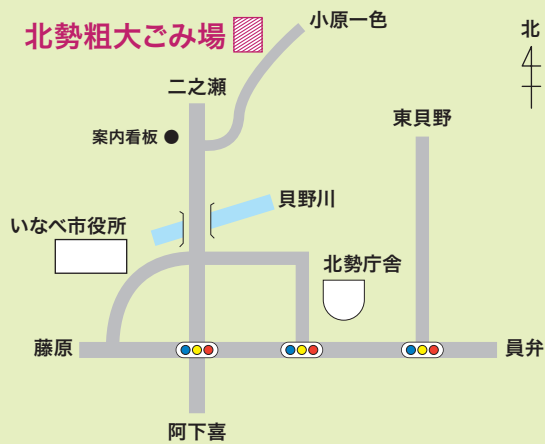 北勢粗大ごみ場
小原一色
北
二之瀬
東貝野
案内看板
貝野川
いなべ市役所
北勢庁舎
藤原
員弁
阿下喜